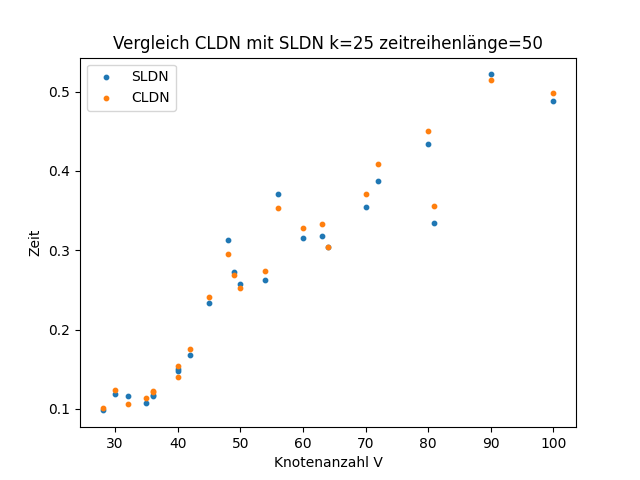 Vergleich CLDN mit SLDN k=25 zeitreihenlänge=50
SLDN
CLDN
0.5
0.4
0.3
0.2
0.1
Zeit
30 40 50 60 70 80 90 100
Knotenanzahl V